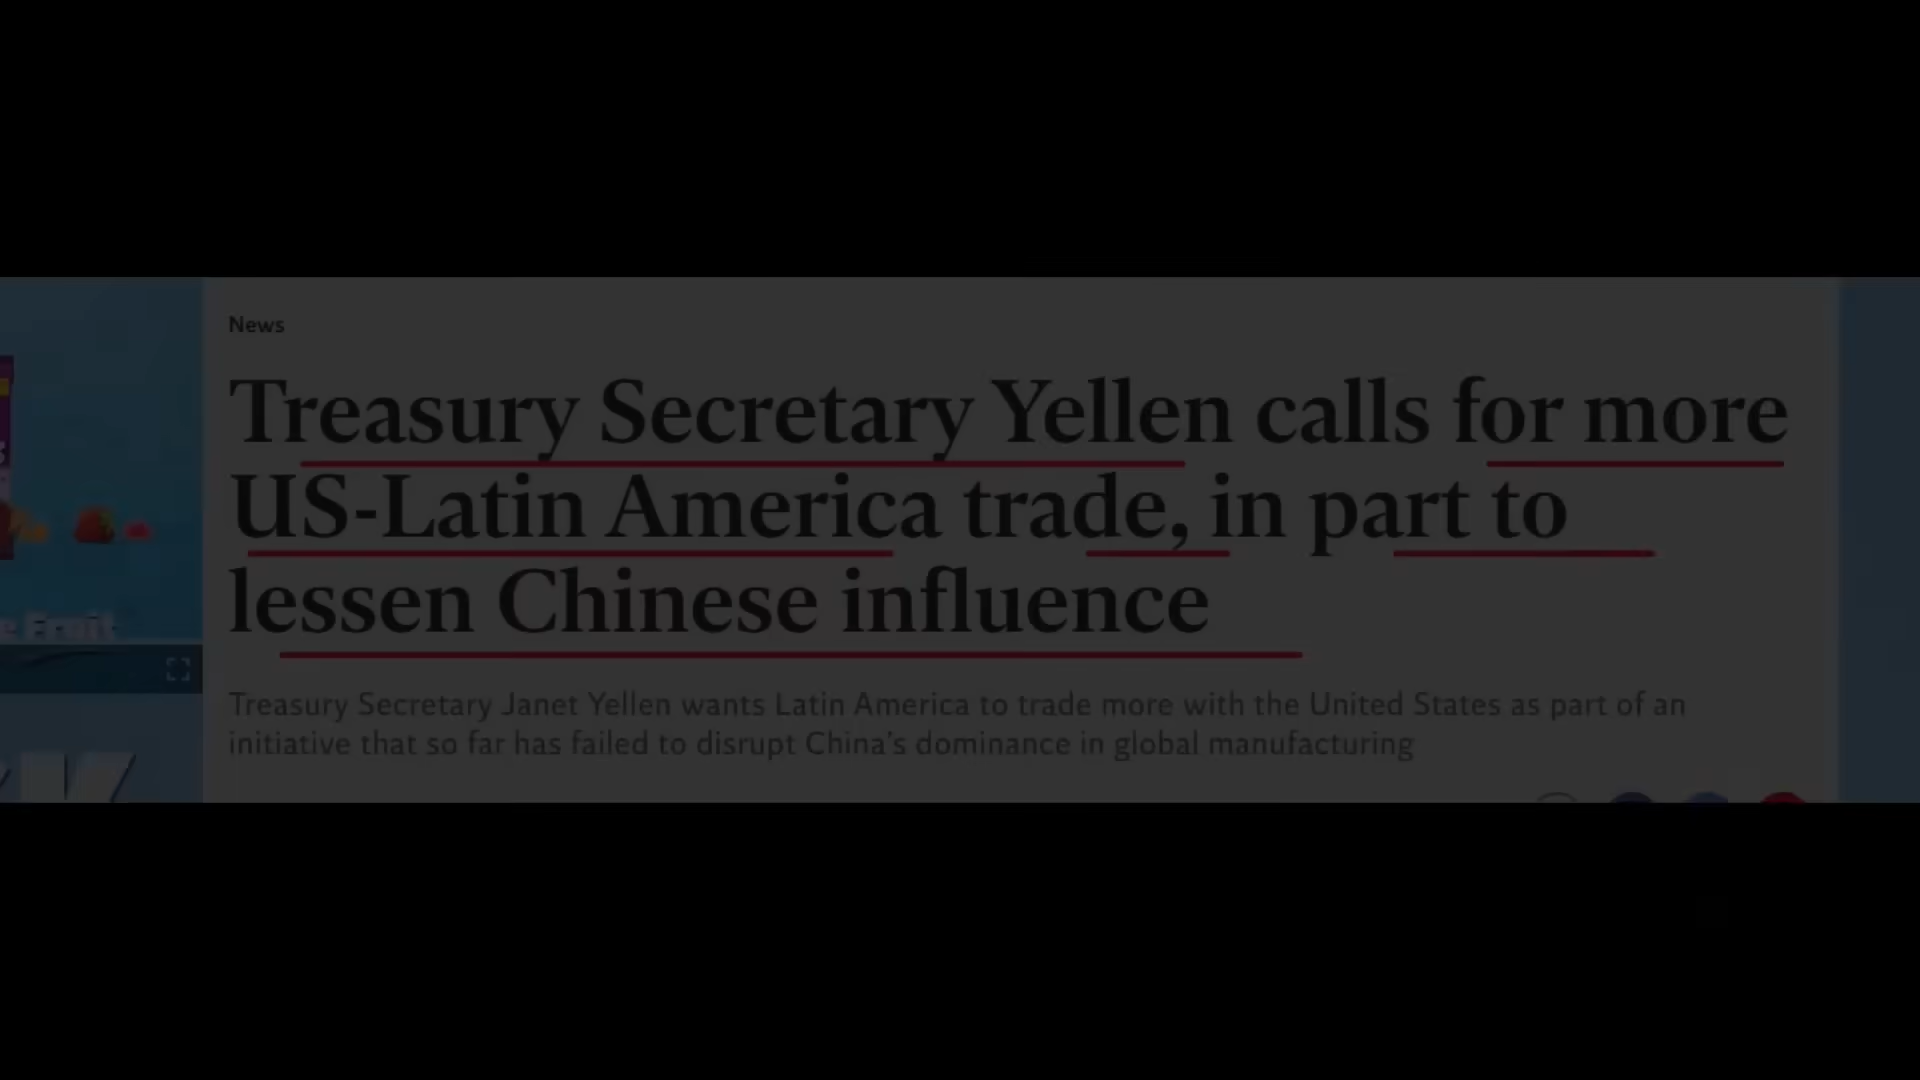 News
Treasury Secretary Yellen calls for more
US-Latin America trade, in part to
lessen Chinese influence
Treasury Secretary Janet Yellen wants Latin America to trade more with the United States as part of an
initiative that so far has failed to disrupt China's dominance in global manufacturing
Fruit